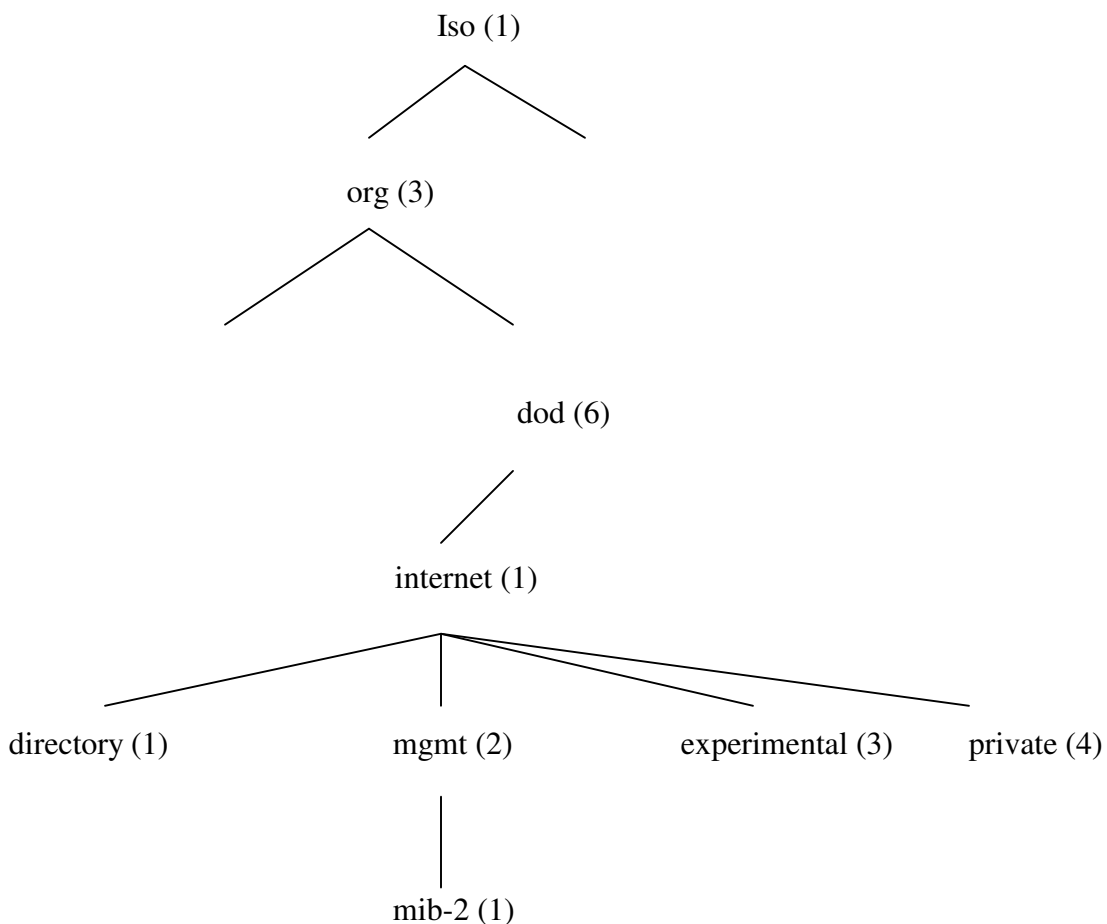 Iso (1)
org (3)
dod (6)
internet (1)
directory (1) mgmt (2) experimental (3) private (4)
mib-2 (1)